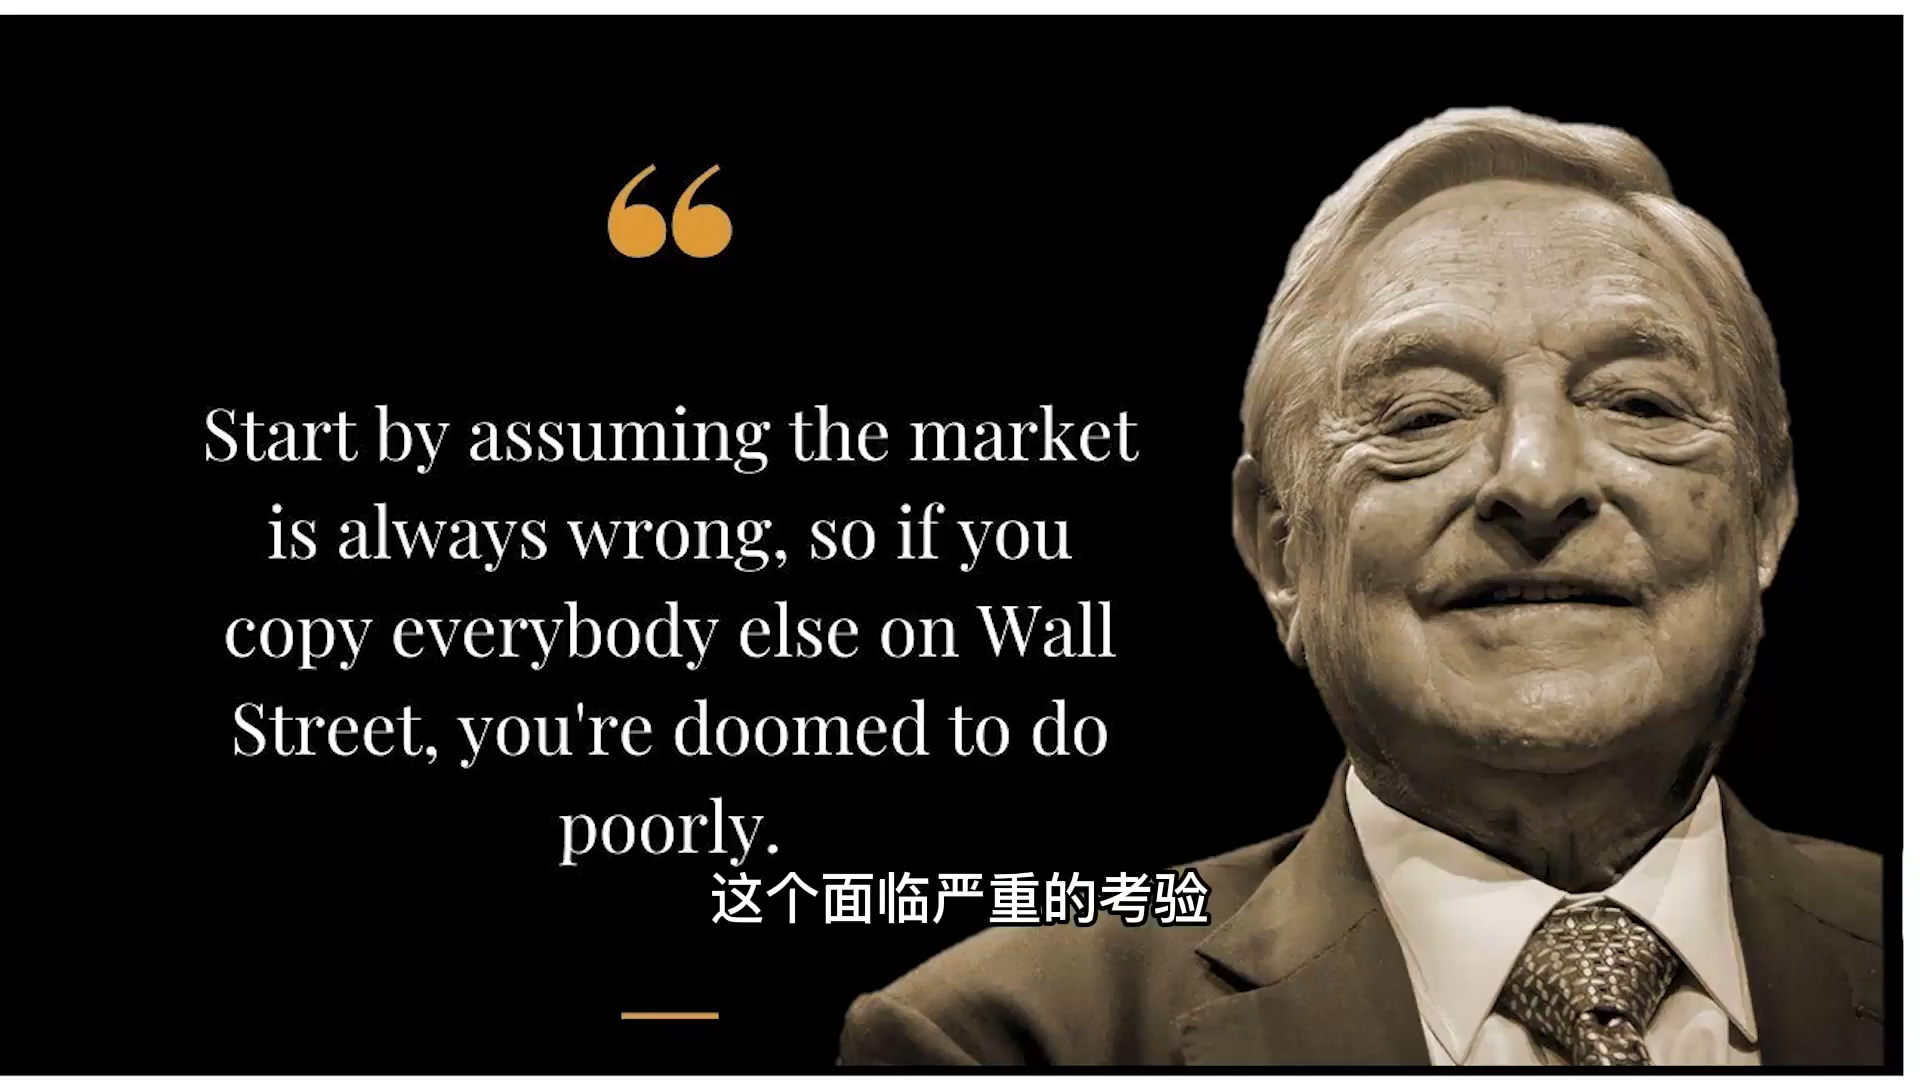 “
Start by assuming the market
is always wrong, so if you
copy everybody else on Wall
Street, you're doomed to do
poorly.
这个面临严重的考验